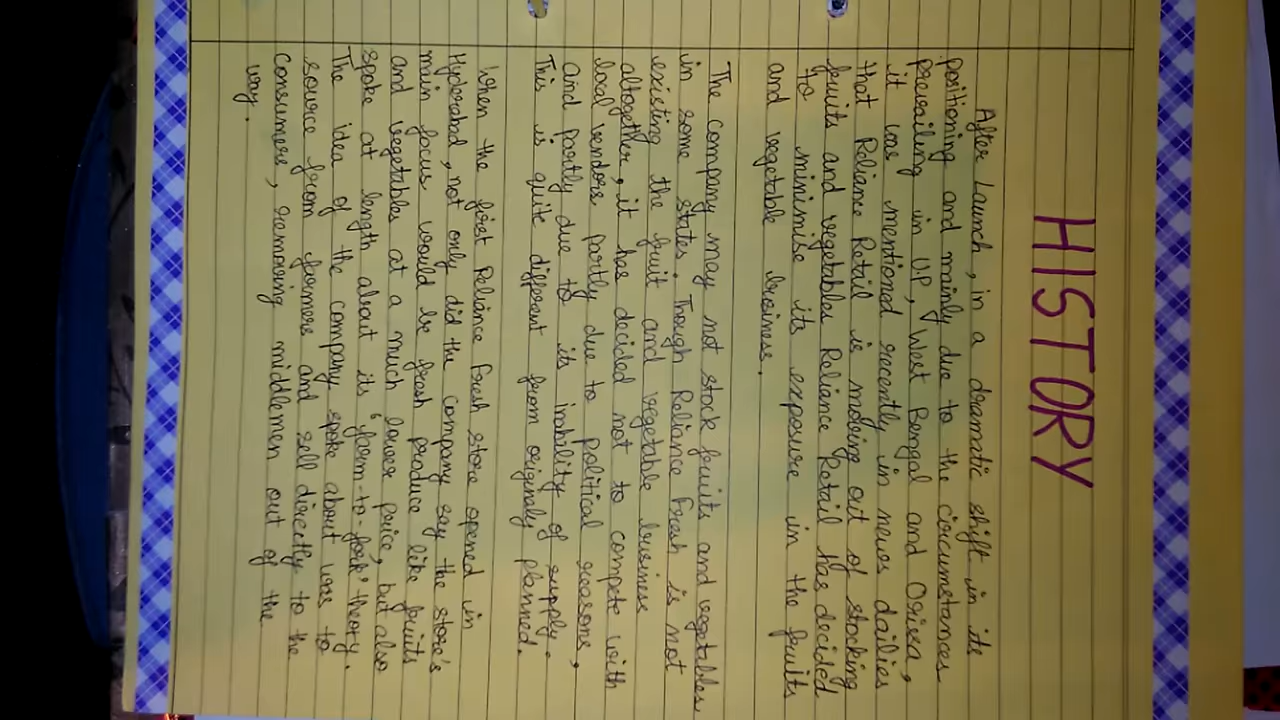 HISTORY
After Launch, in a dramatic shift in its
positioning and mainly due to the circumstances
prevailing in UP, West Bengal and Orissa,
it was mentioned recently in news dailies
that Reliance Retail is moving out of stocking
fruits and vegetables Reliance Retail has decided
to minimise its exposure in the fruits
and vegetable business.
The company may not stock fruits and vegetables
in some states. Though Reliance Fresh is not
existing the fruit and vegetable business
altogether, it has decided not to compete with
local vendors partly due to political reasons,
and partly due to its inability of supply.
This is quite different from originaly planned.
When the first Reliance Fresh store opened in
Hyderabad, not only did the company say the store's
main focus would be fresh produce like fruits
and vegetables at a much lower price, but also
spoke at length about its "farm-to-fork" theory.
The idea of the company spoke about was to
source from farmers and sell directly to the
consumers, removing middlemen out of the
way.